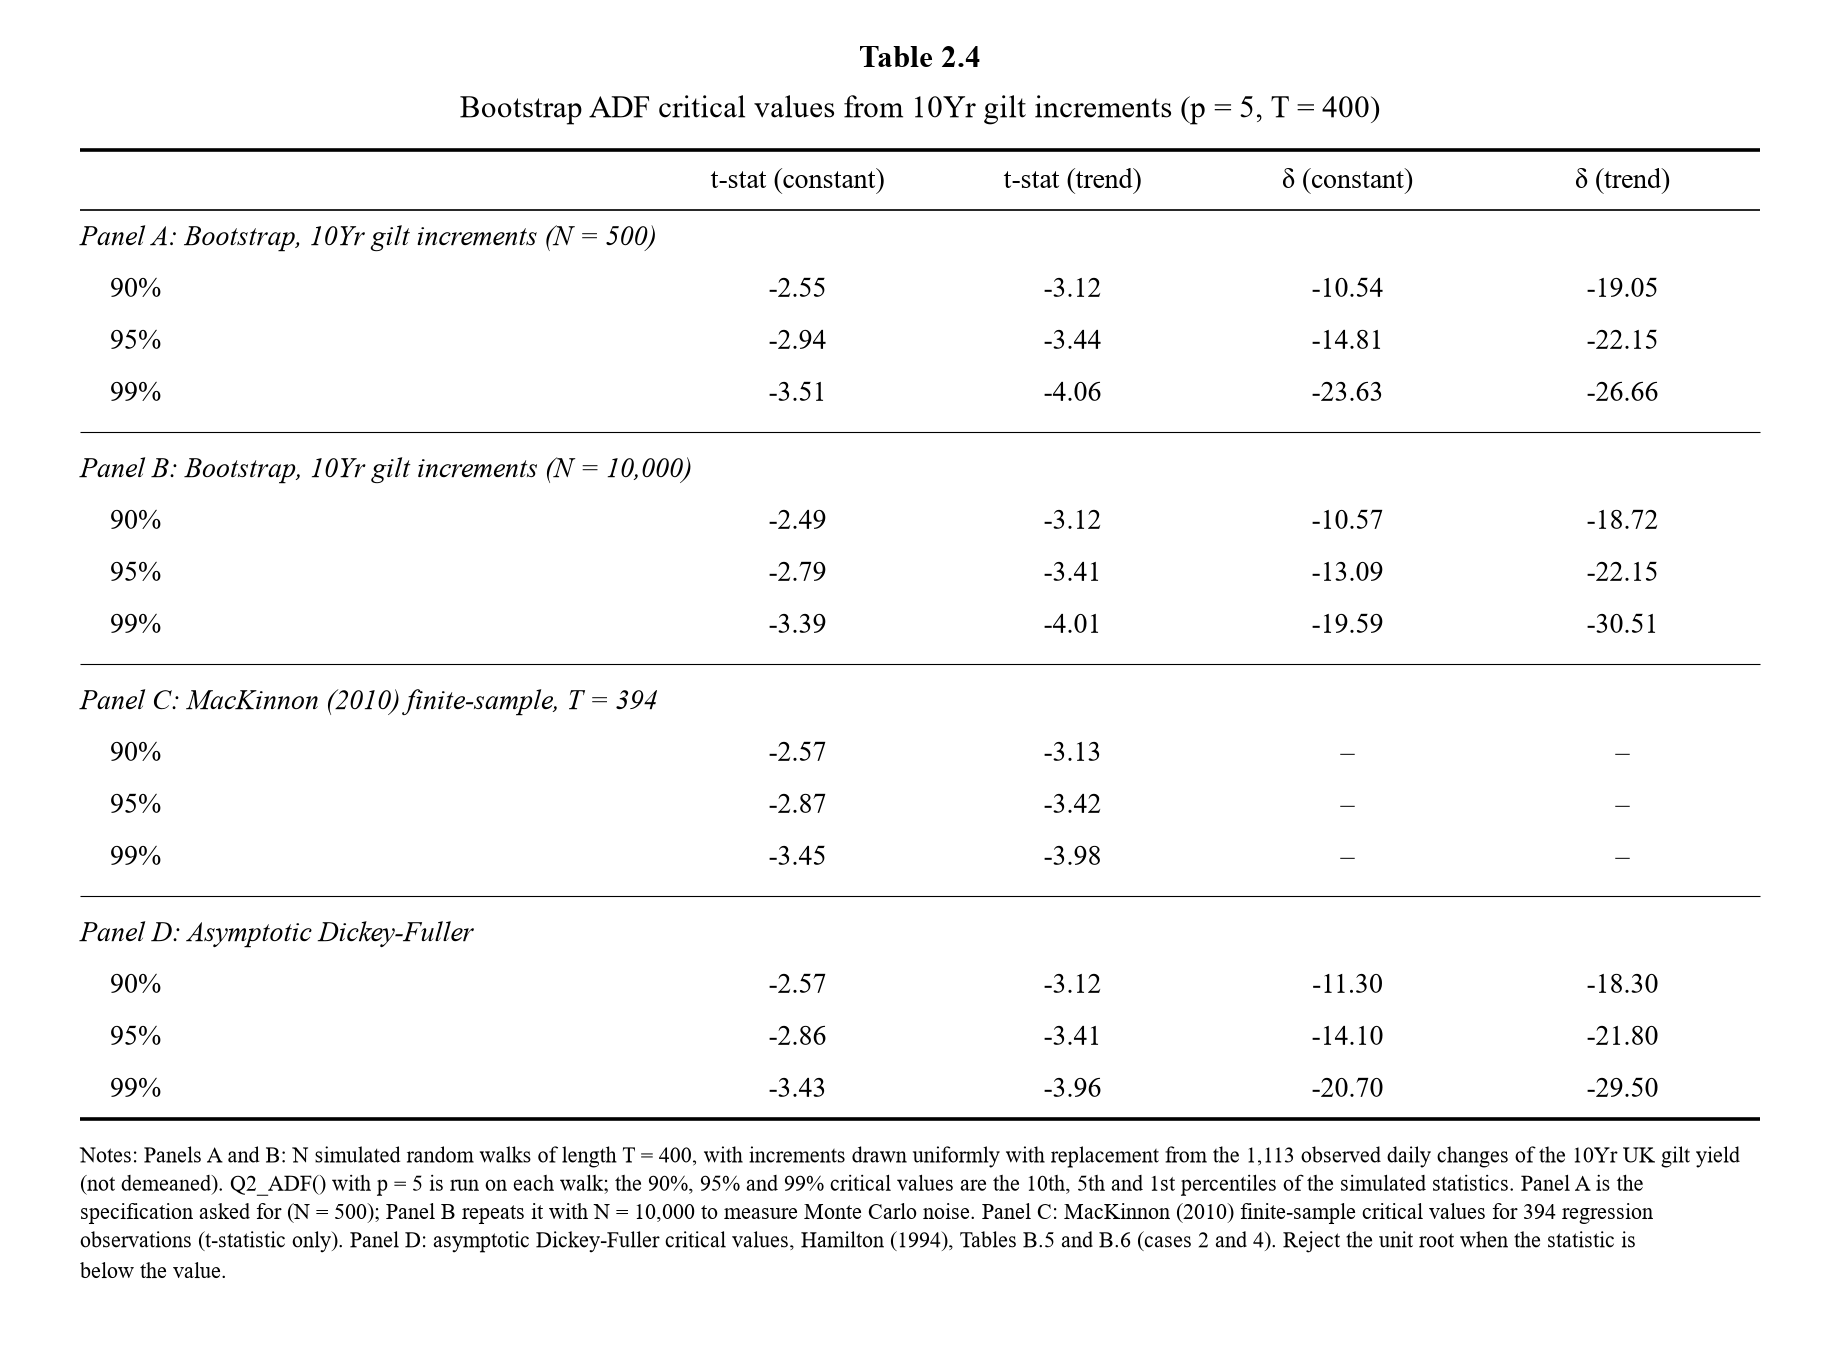 Table 2.4
Bootstrap ADF critical values from 10Yr gilt increments (p = 5, T = 400)
t-stat (constant) t-stat (trend) δ (constant) δ (trend)
Panel A: Bootstrap, 10Yr gilt increments (N = 500)
90% -2.55 -3.12 -10.54 -19.05
95% -2.94 -3.44 -14.81 -22.15
99% -3.51 -4.06 -23.63 -26.66
Panel B: Bootstrap, 10Yr gilt increments (N = 10,000)
90% -2.49 -3.12 -10.57 -18.72
95% -2.79 -3.41 -13.09 -22.15
99% -3.39 -4.01 -19.59 -30.51
Panel C: MacKinnon (2010) finite-sample, T = 394
90% -2.57 -3.13 – –
95% -2.87 -3.42 – –
99% -3.45 -3.98 – –
Panel D: Asymptotic Dickey-Fuller
90% -2.57 -3.12 -11.30 -18.30
95% -2.86 -3.41 -14.10 -21.80
99% -3.43 -3.96 -20.70 -29.50
Notes: Panels A and B: N simulated random walks of length T = 400, with increments drawn uniformly with replacement from the 1,113 observed daily changes of the 10Yr UK gilt yield
(not demeaned). Q2_ADF() with p = 5 is run on each walk; the 90%, 95% and 99% critical values are the 10th, 5th and 1st percentiles of the simulated statistics. Panel A is the
specification asked for (N = 500); Panel B repeats it with N = 10,000 to measure Monte Carlo noise. Panel C: MacKinnon (2010) finite-sample critical values for 394 regression
observations (t-statistic only). Panel D: asymptotic Dickey-Fuller critical values, Hamilton (1994), Tables B.5 and B.6 (cases 2 and 4). Reject the unit root when the statistic is
below the value.